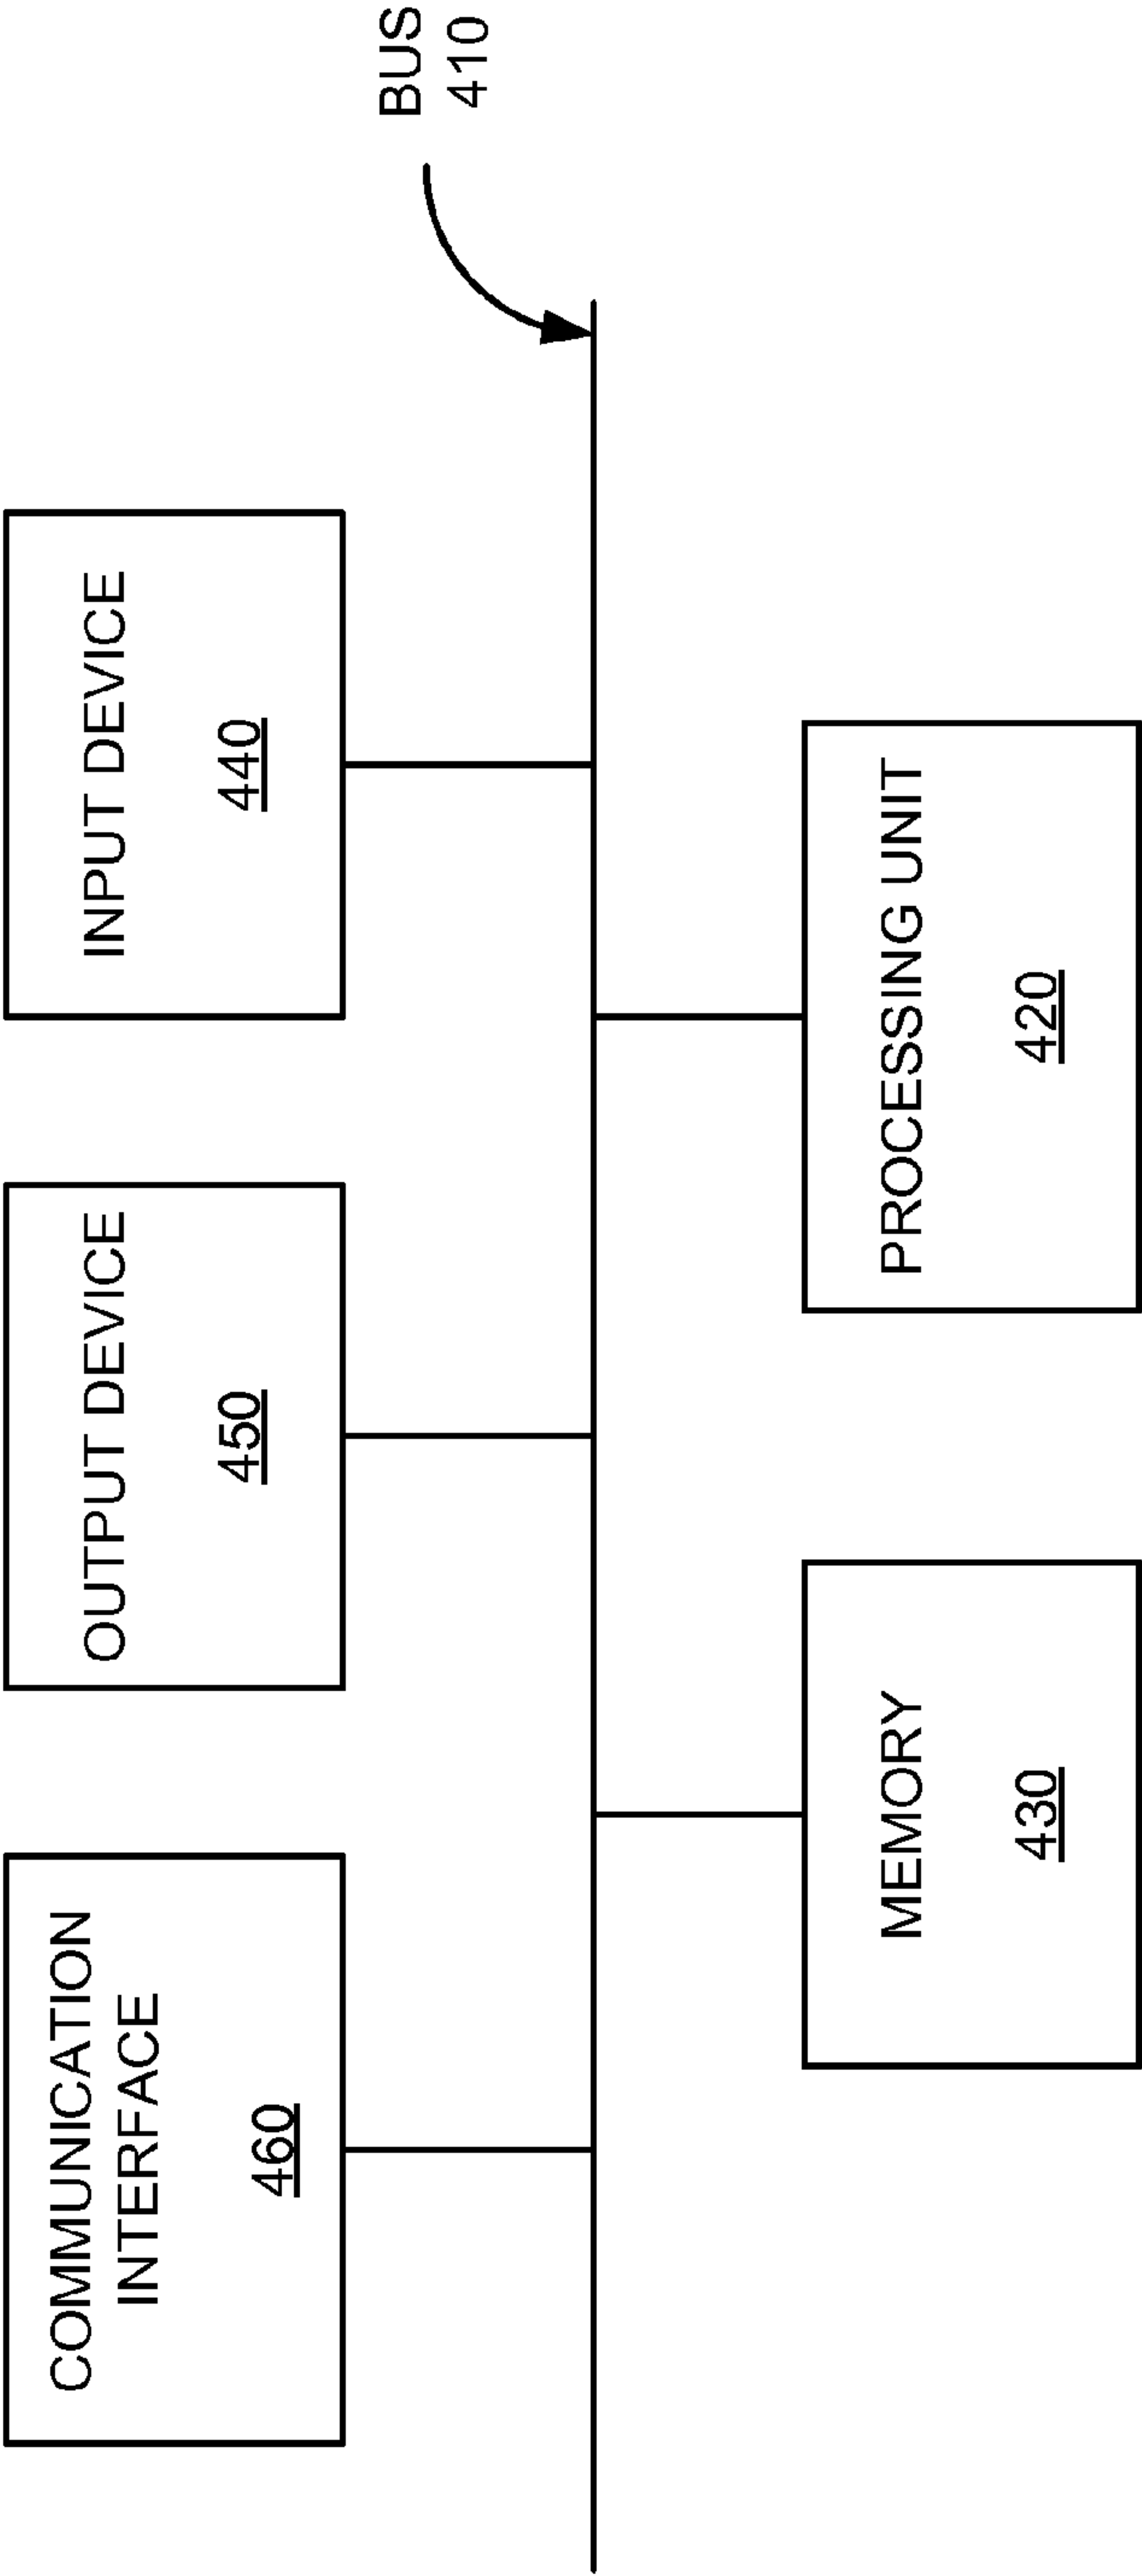 COMMUNICATION
INTERFACE
460
OUTPUT DEVICE
450
INPUT DEVICE
440
BUS
410
MEMORY
430
PROCESSING UNIT
420